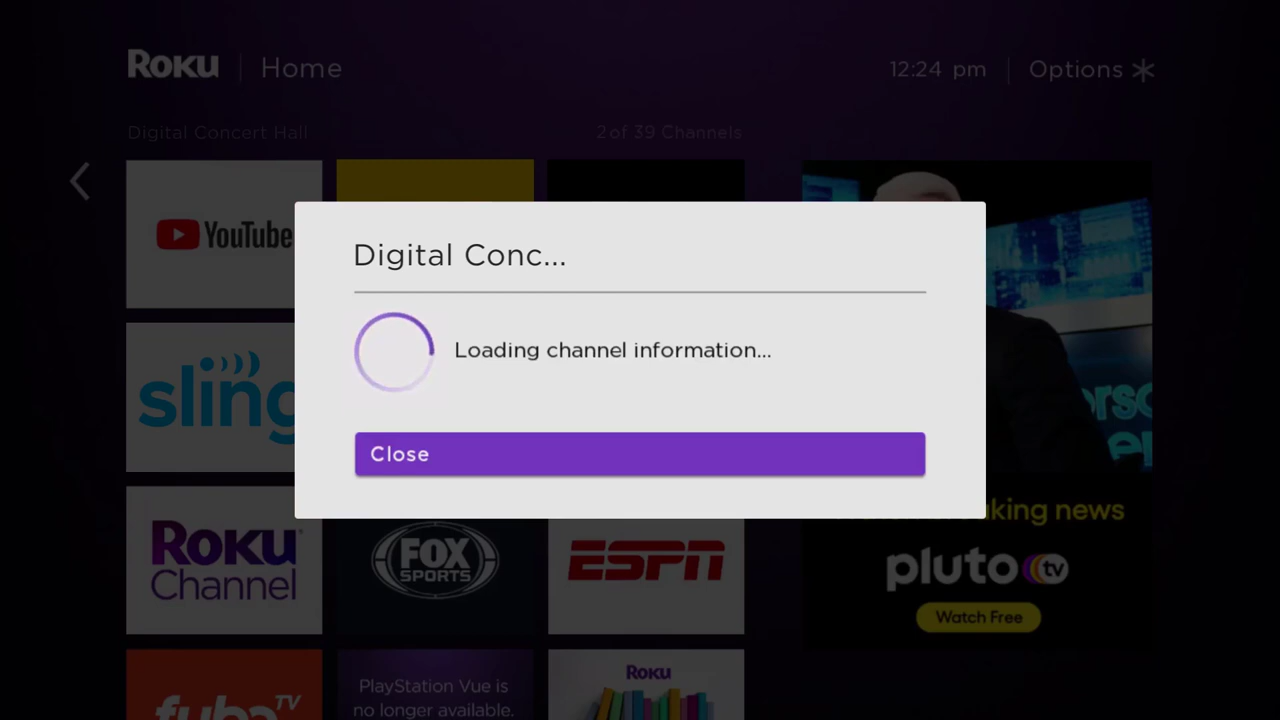 Roku
Home
12:24 pm
Options
Digital Concert Hall
2 of 39 Channels
YouTube
Digital Conc...
Loading channel information...
Close
sling
Roku
Channel
FOX
SPORTS
ESPN
king news
pluto tv
Watch Free
fubo TV
PlayStation Vue is
no longer available.
Roku